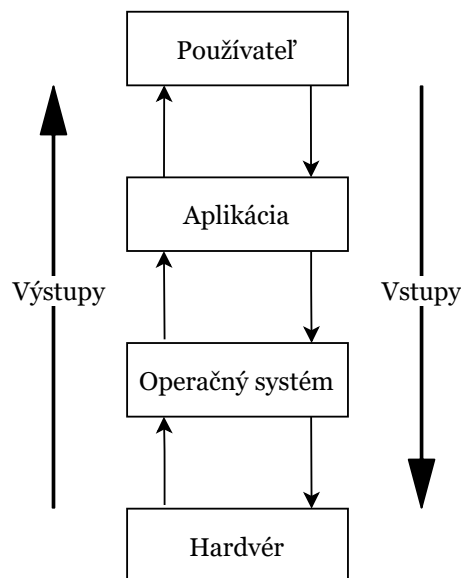 Používateľ
Aplikácia
Výstupy
Vstupy
Operačný systém
Hardvér